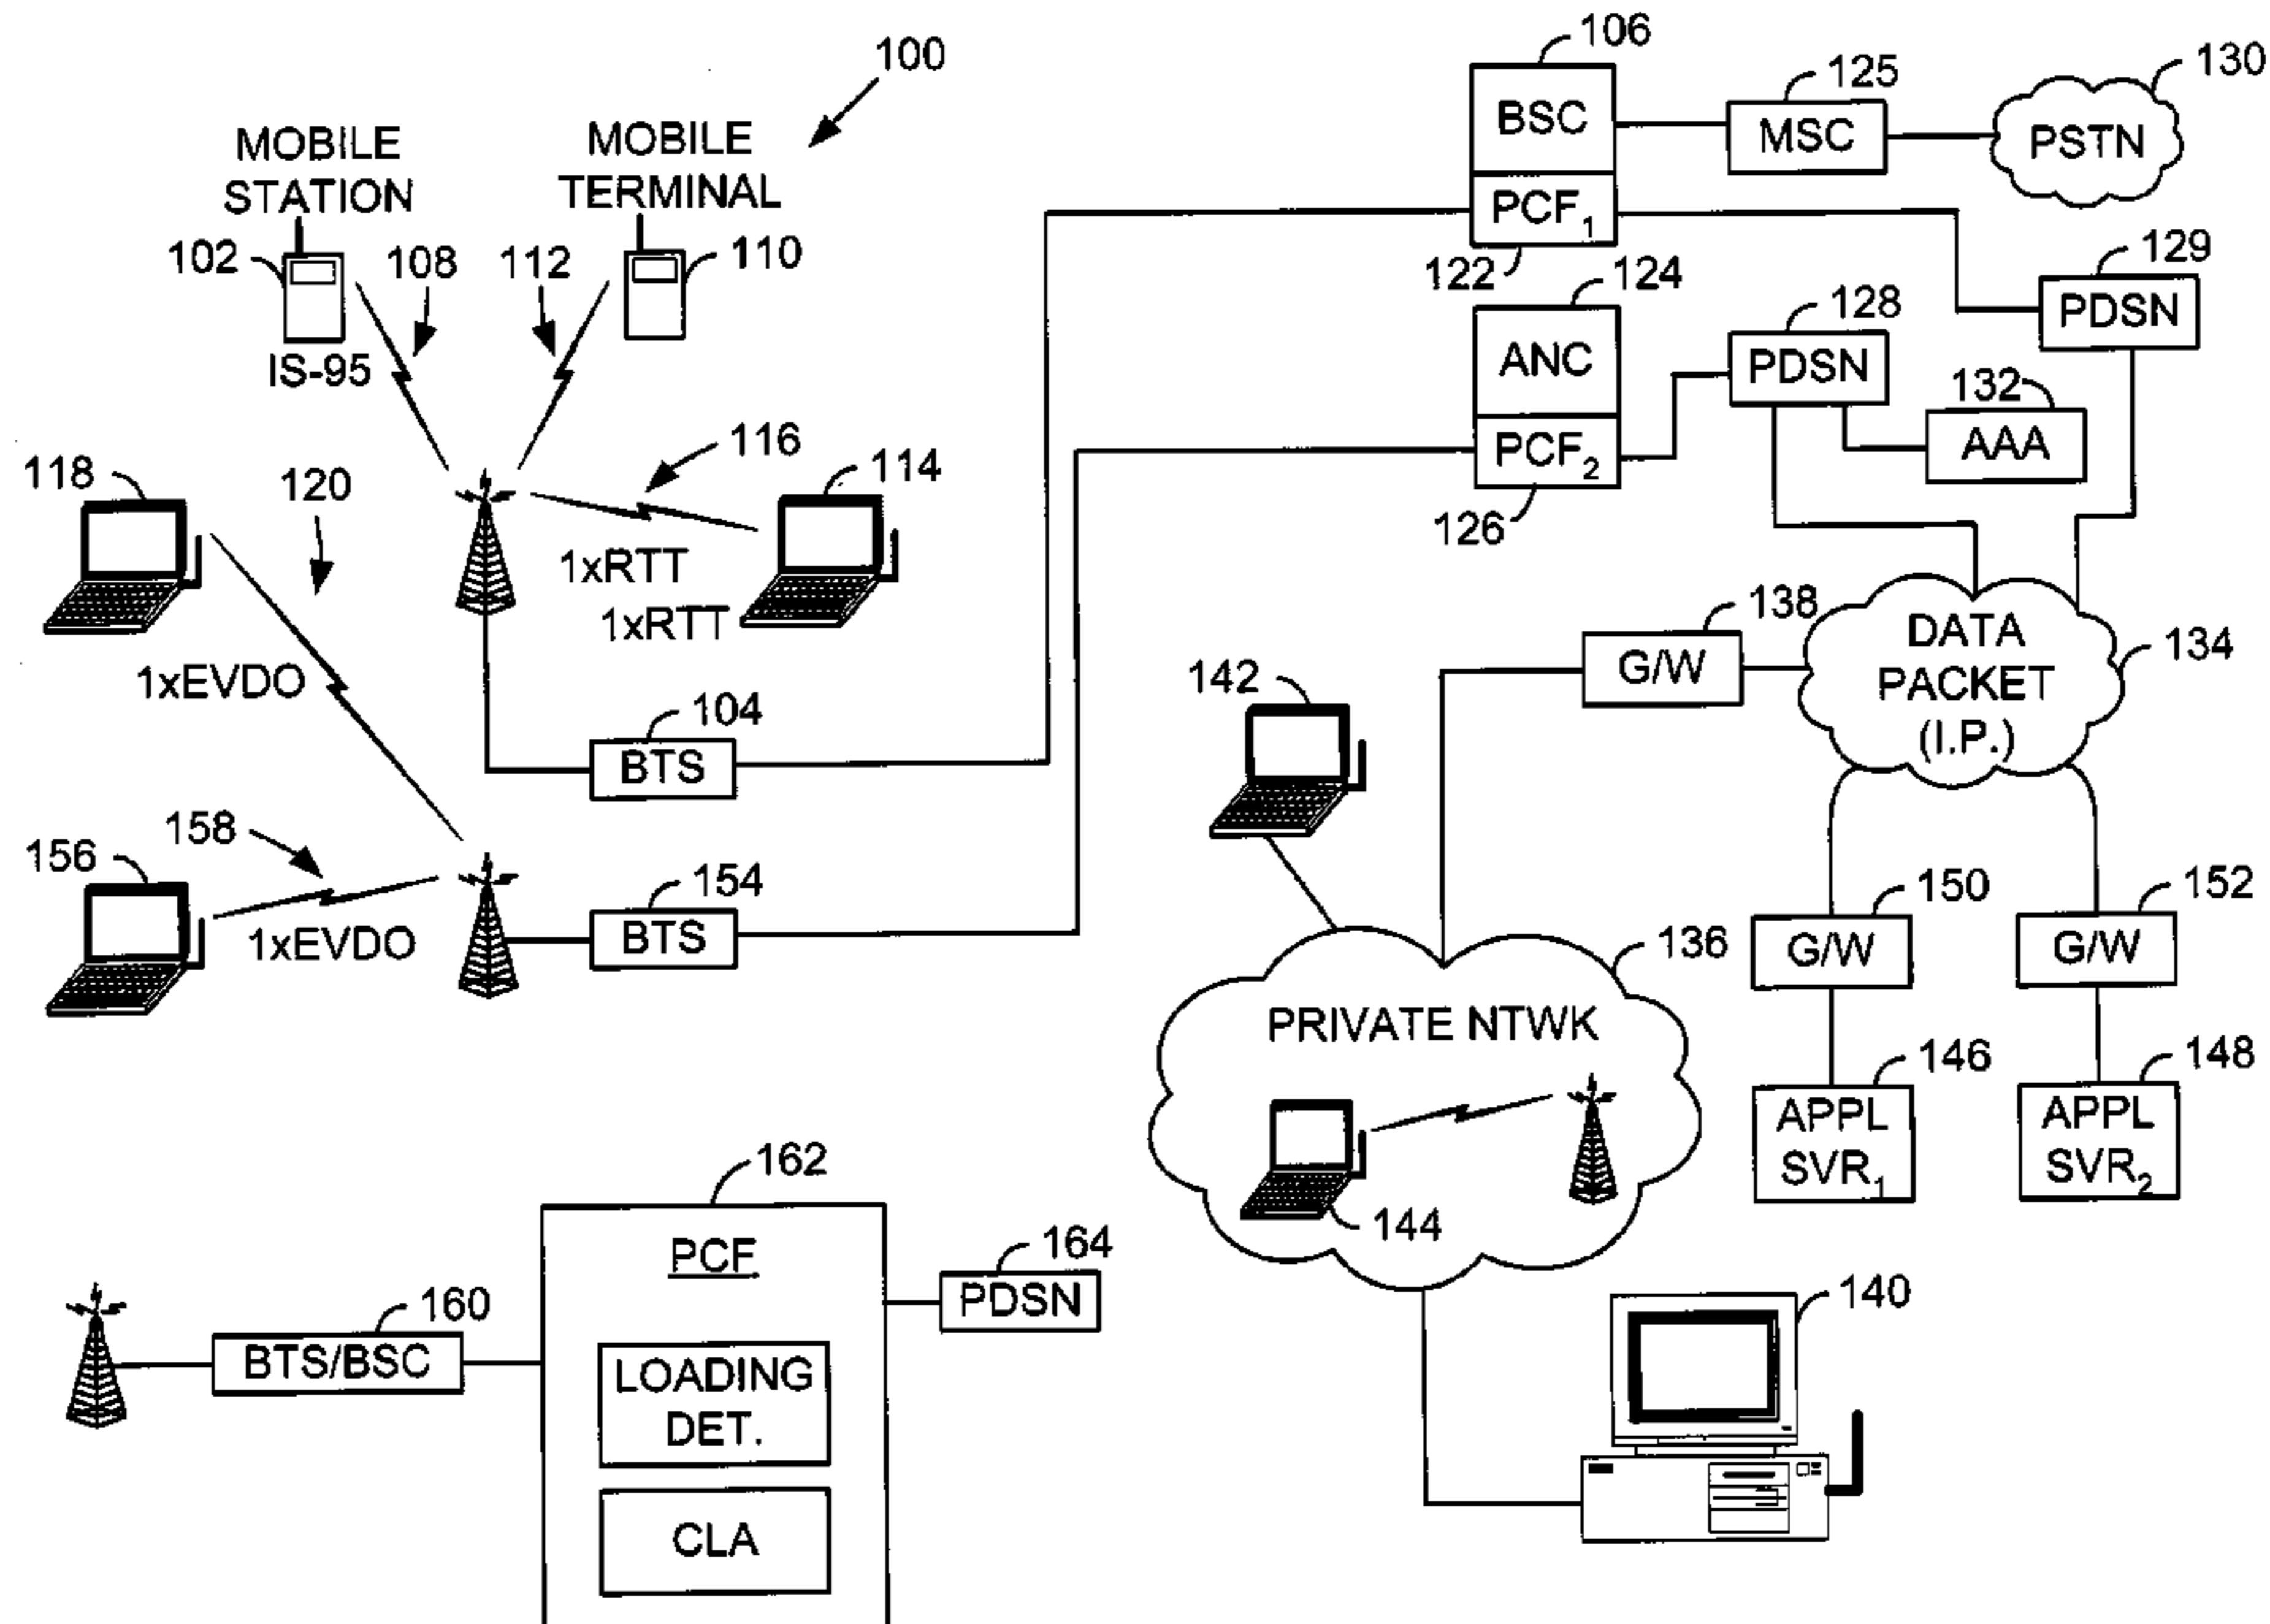 100
106
125
130
MOBILE STATION
MOBILE TERMINAL
BSC
MSC
PSTN
PCF1
102
108
112
110
122
124
128
129
IS-95
ANC
PDSN
PDSN
132
AAA
PCF2
126
116
114
118
120
1xRTT
1xRTT
1xEVDO
104
BTS
138
G/W
DATA PACKET (I.P.)
134
142
158
156
1xEVDO
154
BTS
150
G/W
152
G/W
136
PRIVATE NTWK
146
APPL SVR1
148
APPL SVR2
144
162
PCF
164
PDSN
160
BTS/BSC
LOADING DET.
CLA
140